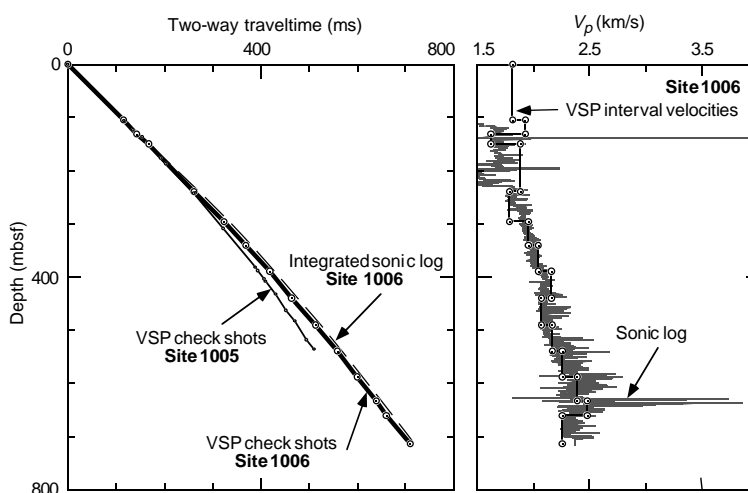 Two-way traveltime (ms)
0 400 800
Vp (km/s)
1.5 2.5 3.5
Depth (mbsf)
0
400
800
Integrated sonic log
Site 1006
VSP check shots
Site 1005
VSP check shots
Site 1006
Site 1006
VSP interval velocities
Sonic log